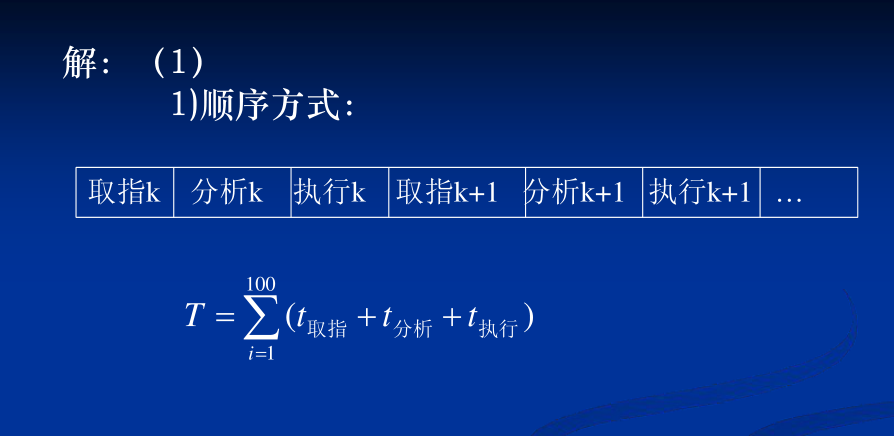 解：（1）
1)顺序方式：
取指k 分析k 执行k 取指k+1 分析k+1 执行k+1 …
T = \sum_{i=1}^{100} (t_{取指} + t_{分析} + t_{执行})